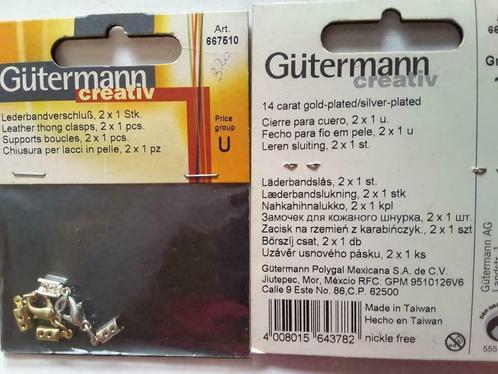 Art.
667510
320
Gütermann
creativ
Lederbandverschluß, 2 x 1 Stk.
Leather thong clasps, 2 x 1 pcs.
Supports boucles, 2 x 1 pcs.
Chiusura per lacci in pelle, 2 x 1 pz
Price
group
U
Gütermann
creativ
14 carat gold-plated/silver-plated
Cierre para cuero, 2 x 1 u.
Fecho para fio em pele, 2 x 1 u
Leren sluiting, 2 x 1 st.
Läderbandslås, 2 x 1 st.
Læderbandslukning, 2 x 1 stk
Nahkahihnalukko, 2 x 1 kpl
Замочек для кожаного шнурка, 2 x 1 шт.
Zacisk na rzemień z karabińczyk., 2 x 1 szt
Bőrszíj csat, 2 x 1 db
Uzávěr usnového pásku, 2 x 1 ks
Gütermann Polygal Mexicana S.A. de C.V.
Jiutepec, Mor, Méxcio RFC. GPM 9510126V6
Calle 9 Este No. 86,C.P. 62500
Made in Taiwan
Hecho en Taiwan
4 008015 643782
nickle free
66
Gr
Gütermann AG
555